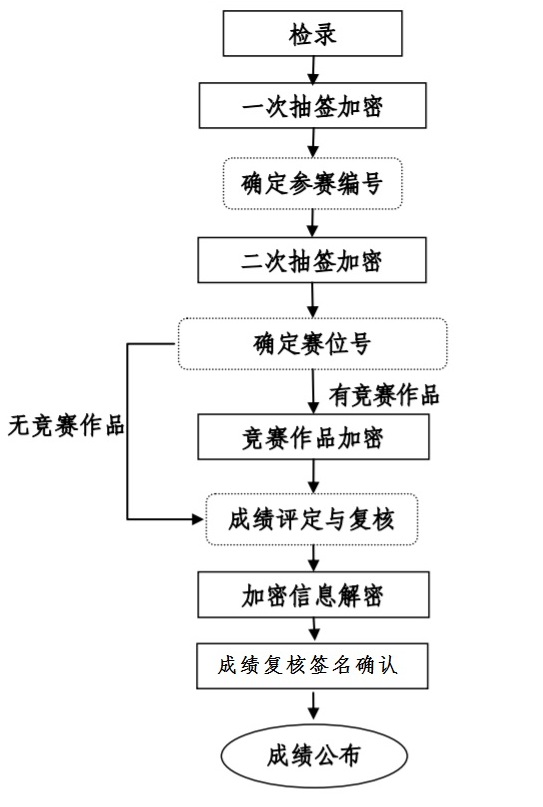 检录
一次抽签加密
确定参赛编号
二次抽签加密
确定赛位号
有竞赛作品
无竞赛作品
竞赛作品加密
成绩评定与复核
加密信息解密
成绩复核签名确认
成绩公布